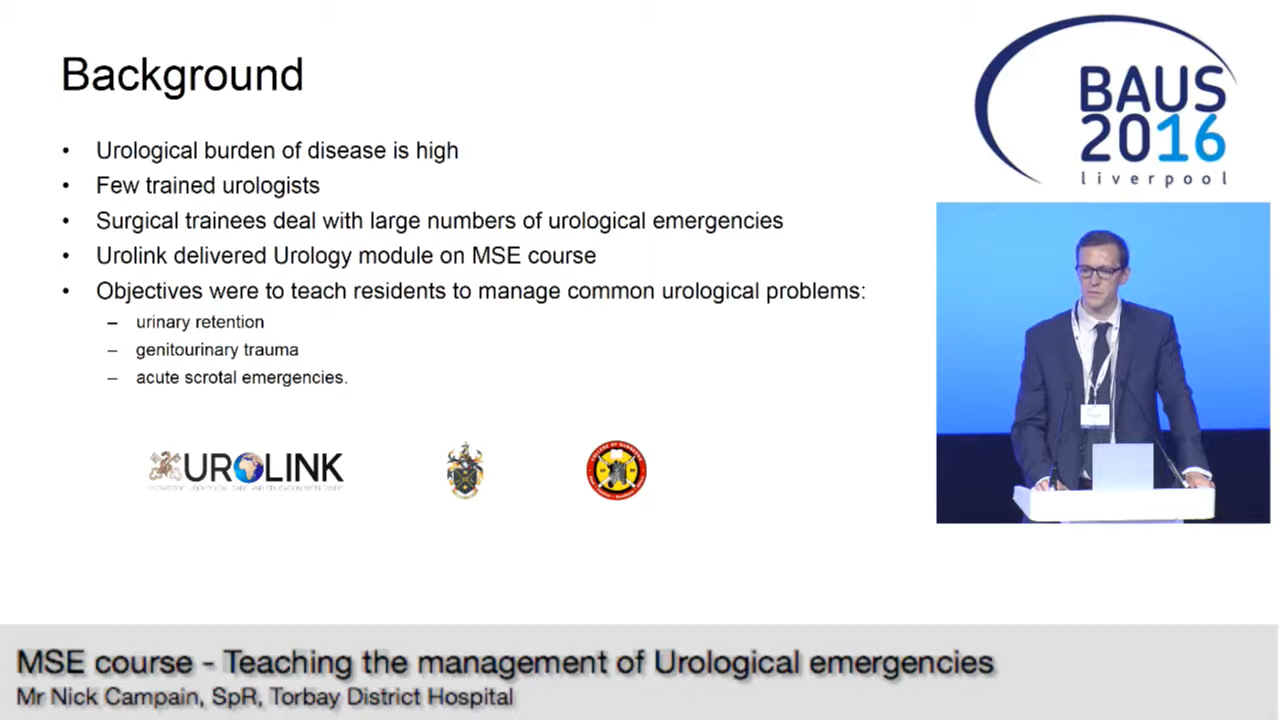 Background
• Urological burden of disease is high
• Few trained urologists
• Surgical trainees deal with large numbers of urological emergencies
• Urolink delivered Urology module on MSE course
• Objectives were to teach residents to manage common urological problems:
– urinary retention
– genitourinary trauma
– acute scrotal emergencies.
UROLINK
BAUS
2016
liverpool
MSE course - Teaching the management of Urological emergencies
Mr Nick Campain, SpR, Torbay District Hospital